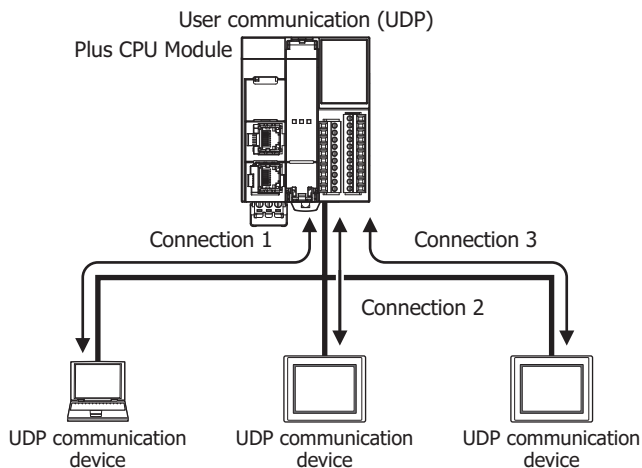 User communication (UDP)
Plus CPU Module
Connection 1
Connection 3
Connection 2
UDP communication
device
UDP communication
device
UDP communication
device